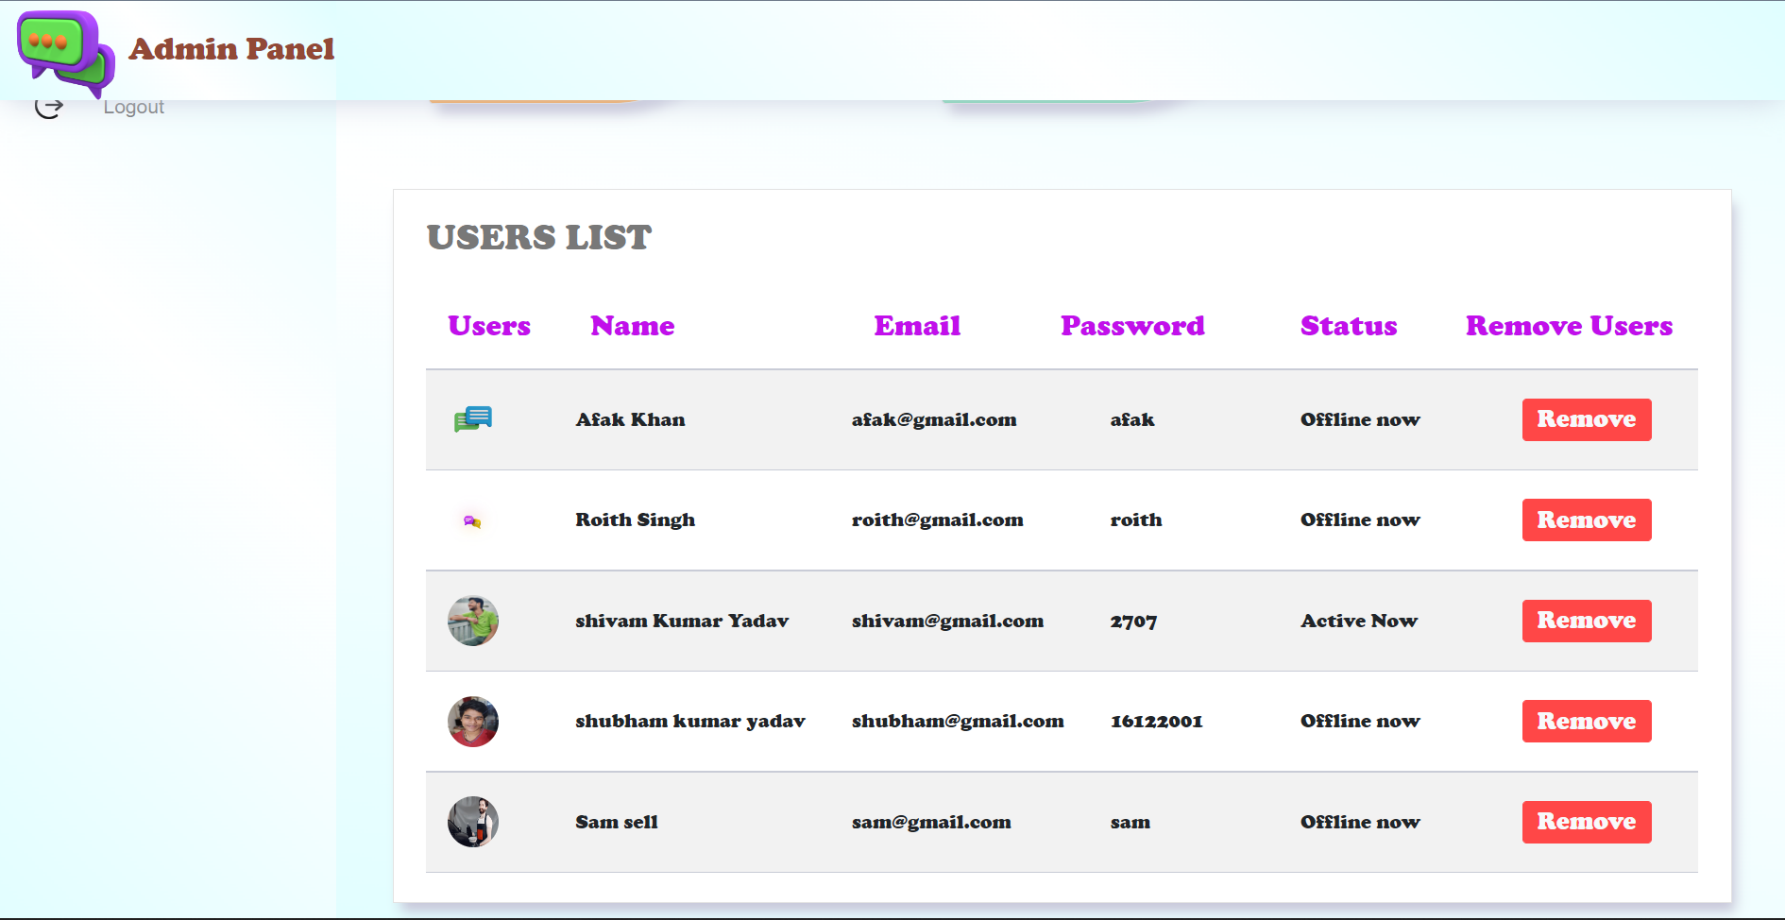 Admin Panel
Logout
USERS LIST
Users Name Email Password Status Remove Users
Afak Khan afak@gmail.com afak Offline now Remove
Roith Singh roith@gmail.com roith Offline now Remove
shivam Kumar Yadav shivam@gmail.com 2707 Active Now Remove
shubham kumar yadav shubham@gmail.com 16122001 Offline now Remove
Sam sell sam@gmail.com sam Offline now Remove